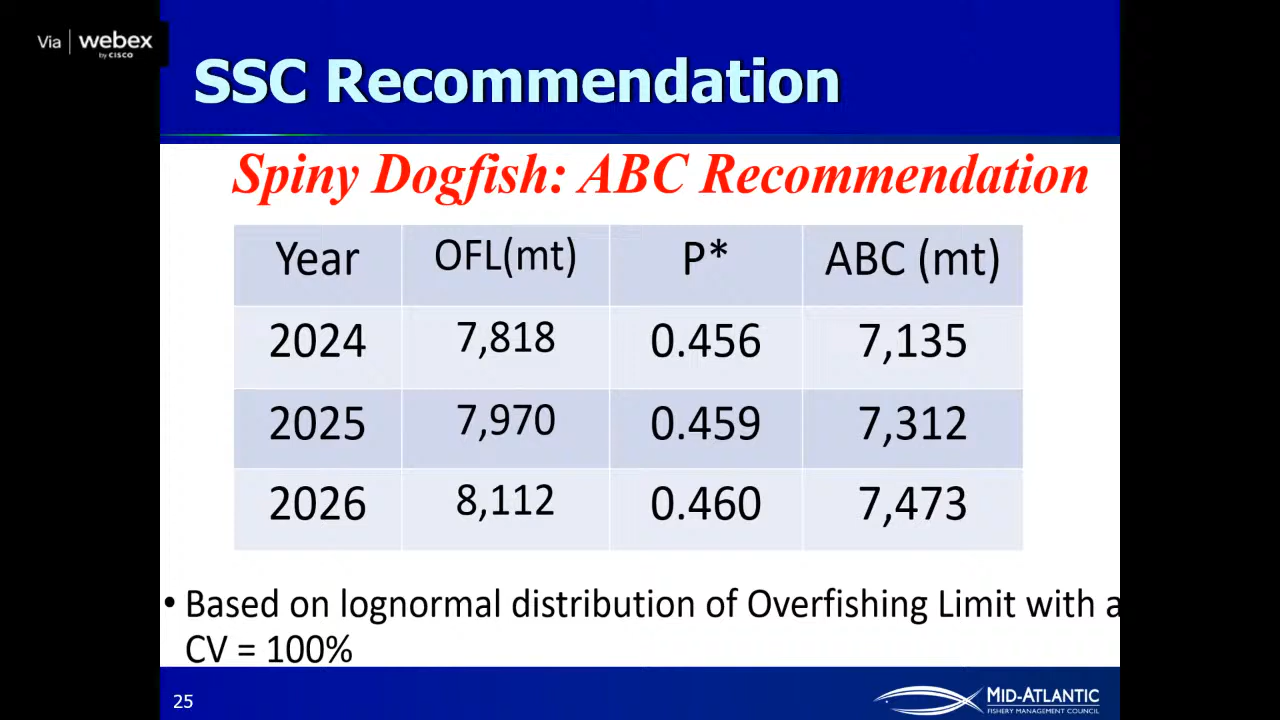 Via webex
by CISCO
SSC Recommendation
Spiny Dogfish: ABC Recommendation
Year OFL(mt) P* ABC (mt)
2024 7,818 0.456 7,135
2025 7,970 0.459 7,312
2026 8,112 0.460 7,473
• Based on lognormal distribution of Overfishing Limit with a
CV = 100%
25
MID-ATLANTIC
FISHERY MANAGEMENT COUNCIL